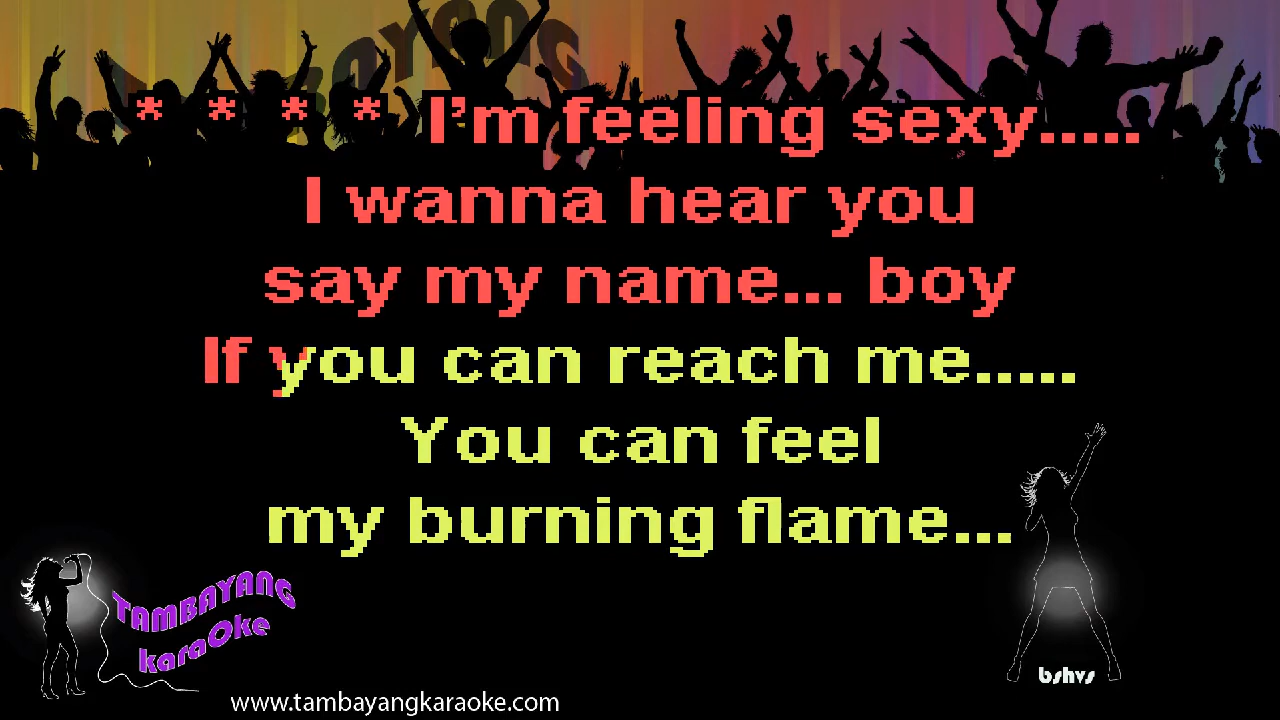 TAMBAYANG
* * * * I'm feeling sexy.....
I wanna hear you
say my name... boy
If you can reach me.....
You can feel
my burning flame...
TAMBAYANG
karaOke
bshvs
www.tambayangkaraoke.com